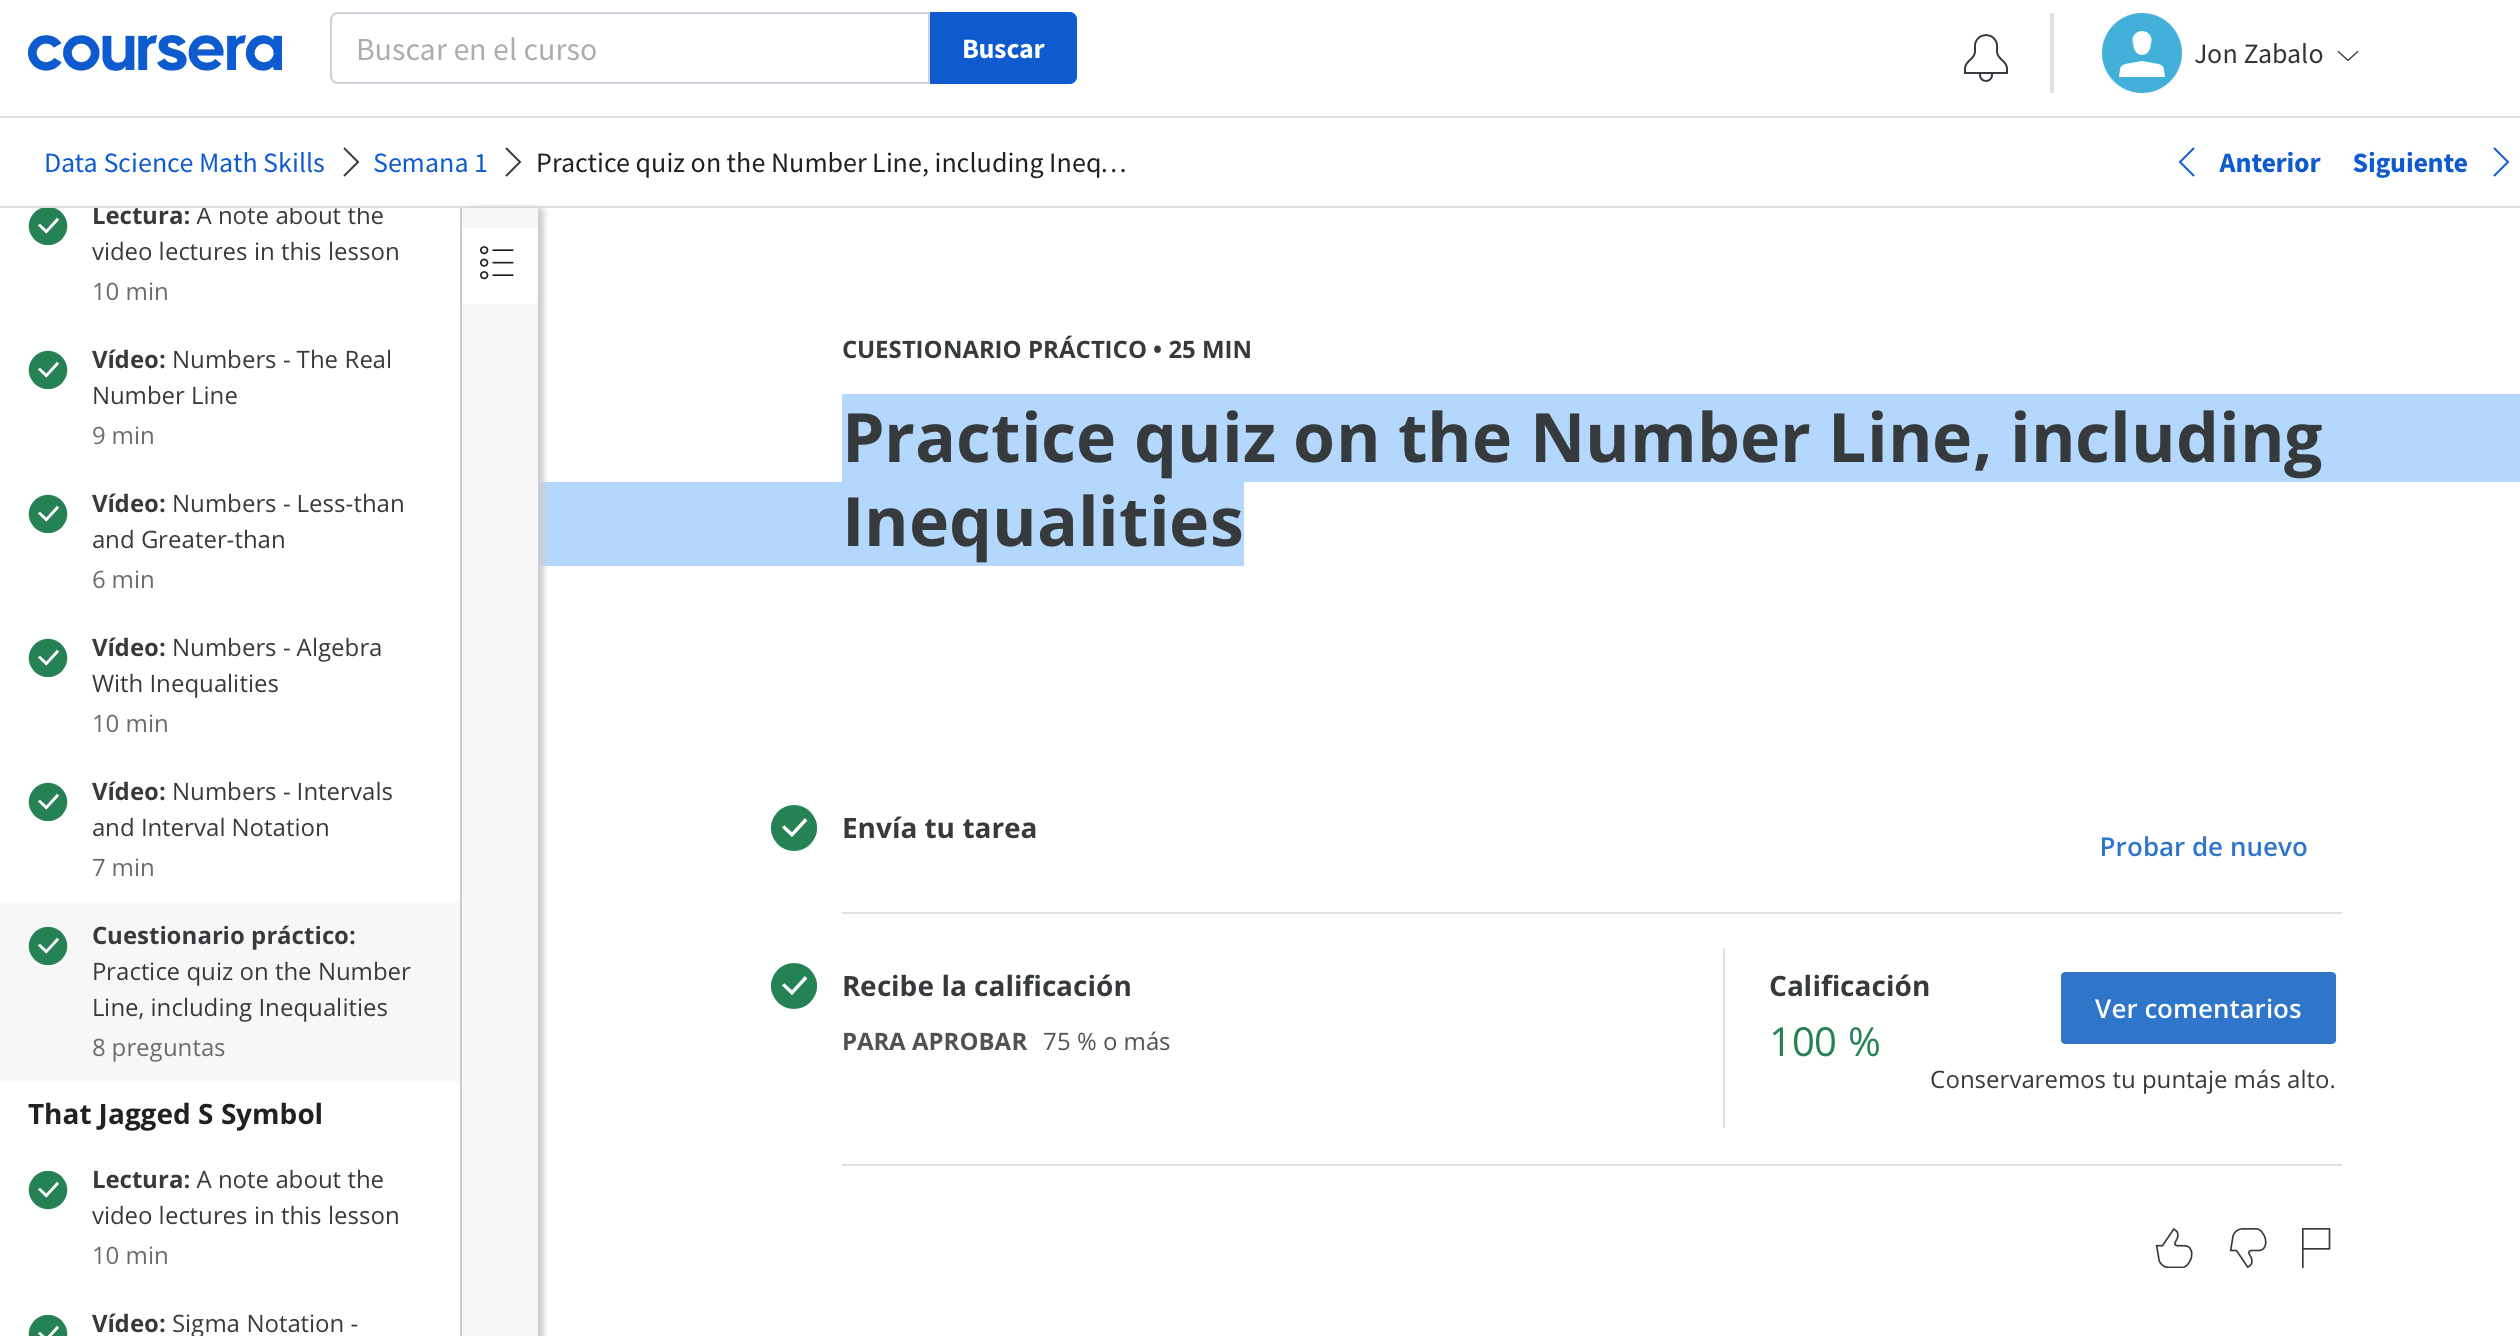 coursera
Buscar en el curso
Buscar
Jon Zabalo
Data Science Math Skills
Semana 1
Practice quiz on the Number Line, including Ineq…
Anterior
Siguiente
Lectura: A note about the
video lectures in this lesson
10 min
Vídeo: Numbers - The Real
Number Line
9 min
Vídeo: Numbers - Less-than
and Greater-than
6 min
Vídeo: Numbers - Algebra
With Inequalities
10 min
Vídeo: Numbers - Intervals
and Interval Notation
7 min
Cuestionario práctico:
Practice quiz on the Number
Line, including Inequalities
8 preguntas
That Jagged S Symbol
Lectura: A note about the
video lectures in this lesson
10 min
Vídeo: Sigma Notation -
CUESTIONARIO PRÁCTICO • 25 MIN
Practice quiz on the Number Line, including
Inequalities
Envía tu tarea
Probar de nuevo
Recibe la calificación
PARA APROBAR 75 % o más
Calificación
100 %
Ver comentarios
Conservaremos tu puntaje más alto.